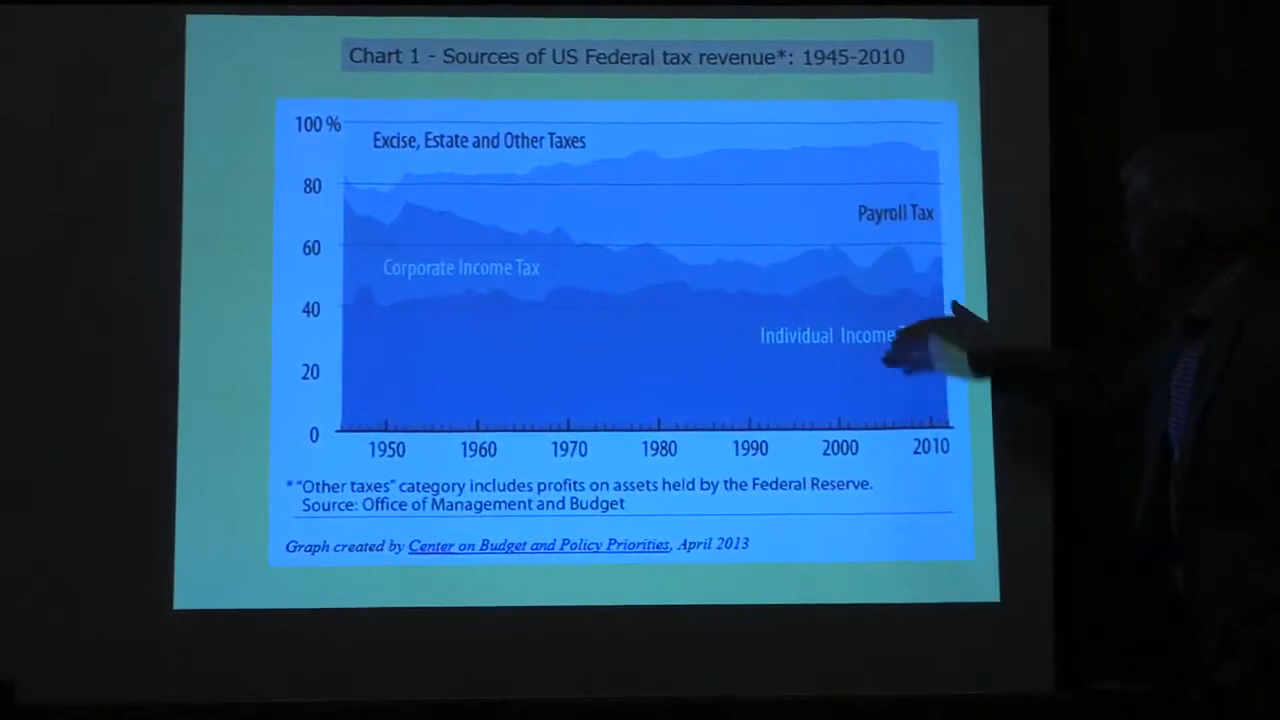 Chart 1 - Sources of US Federal tax revenue*: 1945-2010
100 %
Excise, Estate and Other Taxes
80
Payroll Tax
60
Corporate Income Tax
40
Individual Income
20
0
1950 1960 1970 1980 1990 2000 2010
* "Other taxes" category includes profits on assets held by the Federal Reserve.
Source: Office of Management and Budget
Graph created by Center on Budget and Policy Priorities, April 2013